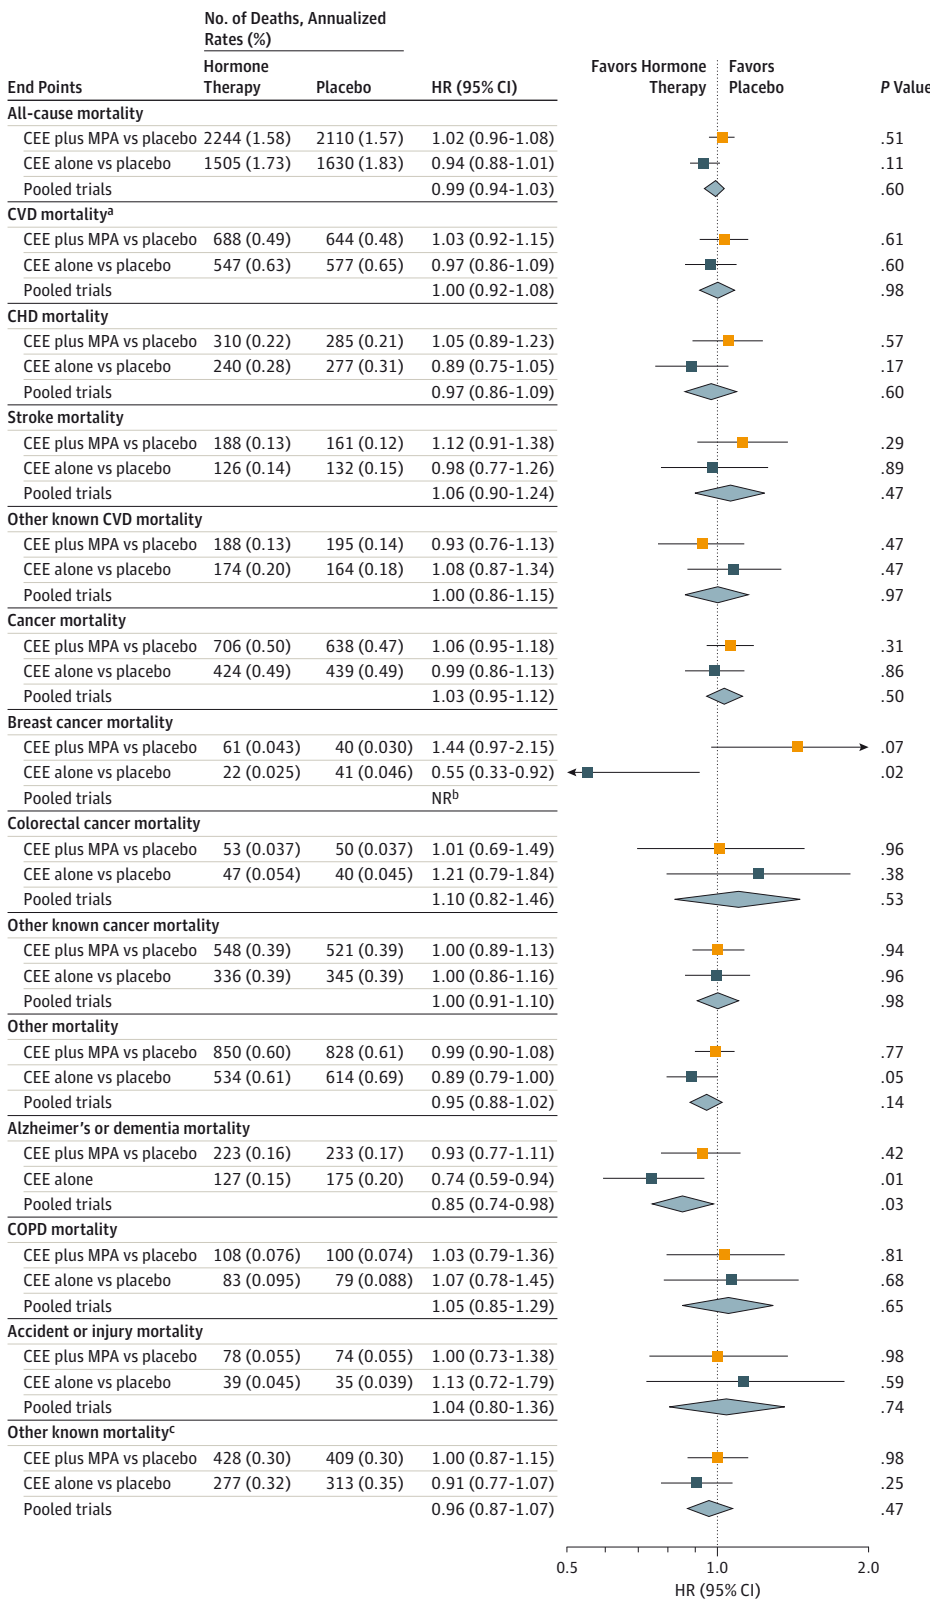 No. of Deaths, Annualized
Rates (%)
Hormone Favors Hormone Favors
End Points Therapy Placebo HR (95% CI) Therapy Placebo P Value
All-cause mortality
CEE plus MPA vs placebo 2244 (1.58) 2110 (1.57) 1.02 (0.96-1.08) .51
CEE alone vs placebo 1505 (1.73) 1630 (1.83) 0.94 (0.88-1.01) .11
Pooled trials 0.99 (0.94-1.03) .60
CVD mortalityᵃ
CEE plus MPA vs placebo 688 (0.49) 644 (0.48) 1.03 (0.92-1.15) .61
CEE alone vs placebo 547 (0.63) 577 (0.65) 0.97 (0.86-1.09) .60
Pooled trials 1.00 (0.92-1.08) .98
CHD mortality
CEE plus MPA vs placebo 310 (0.22) 285 (0.21) 1.05 (0.89-1.23) .57
CEE alone vs placebo 240 (0.28) 277 (0.31) 0.89 (0.75-1.05) .17
Pooled trials 0.97 (0.86-1.09) .60
Stroke mortality
CEE plus MPA vs placebo 188 (0.13) 161 (0.12) 1.12 (0.91-1.38) .29
CEE alone vs placebo 126 (0.14) 132 (0.15) 0.98 (0.77-1.26) .89
Pooled trials 1.06 (0.90-1.24) .47
Other known CVD mortality
CEE plus MPA vs placebo 188 (0.13) 195 (0.14) 0.93 (0.76-1.13) .47
CEE alone vs placebo 174 (0.20) 164 (0.18) 1.08 (0.87-1.34) .47
Pooled trials 1.00 (0.86-1.15) .97
Cancer mortality
CEE plus MPA vs placebo 706 (0.50) 638 (0.47) 1.06 (0.95-1.18) .31
CEE alone vs placebo 424 (0.49) 439 (0.49) 0.99 (0.86-1.13) .86
Pooled trials 1.03 (0.95-1.12) .50
Breast cancer mortality
CEE plus MPA vs placebo 61 (0.043) 40 (0.030) 1.44 (0.97-2.15) .07
CEE alone vs placebo 22 (0.025) 41 (0.046) 0.55 (0.33-0.92) .02
Pooled trials NRᵇ
Colorectal cancer mortality
CEE plus MPA vs placebo 53 (0.037) 50 (0.037) 1.01 (0.69-1.49) .96
CEE alone vs placebo 47 (0.054) 40 (0.045) 1.21 (0.79-1.84) .38
Pooled trials 1.10 (0.82-1.46) .53
Other known cancer mortality
CEE plus MPA vs placebo 548 (0.39) 521 (0.39) 1.00 (0.89-1.13) .94
CEE alone vs placebo 336 (0.39) 345 (0.39) 1.00 (0.86-1.16) .96
Pooled trials 1.00 (0.91-1.10) .98
Other mortality
CEE plus MPA vs placebo 850 (0.60) 828 (0.61) 0.99 (0.90-1.08) .77
CEE alone vs placebo 534 (0.61) 614 (0.69) 0.89 (0.79-1.00) .05
Pooled trials 0.95 (0.88-1.02) .14
Alzheimer's or dementia mortality
CEE plus MPA vs placebo 223 (0.16) 233 (0.17) 0.93 (0.77-1.11) .42
CEE alone 127 (0.15) 175 (0.20) 0.74 (0.59-0.94) .01
Pooled trials 0.85 (0.74-0.98) .03
COPD mortality
CEE plus MPA vs placebo 108 (0.076) 100 (0.074) 1.03 (0.79-1.36) .81
CEE alone vs placebo 83 (0.095) 79 (0.088) 1.07 (0.78-1.45) .68
Pooled trials 1.05 (0.85-1.29) .65
Accident or injury mortality
CEE plus MPA vs placebo 78 (0.055) 74 (0.055) 1.00 (0.73-1.38) .98
CEE alone vs placebo 39 (0.045) 35 (0.039) 1.13 (0.72-1.79) .59
Pooled trials 1.04 (0.80-1.36) .74
Other known mortalityᶜ
CEE plus MPA vs placebo 428 (0.30) 409 (0.30) 1.00 (0.87-1.15) .98
CEE alone vs placebo 277 (0.32) 313 (0.35) 0.91 (0.77-1.07) .25
Pooled trials 0.96 (0.87-1.07) .47
0.5 1.0 2.0
HR (95% CI)